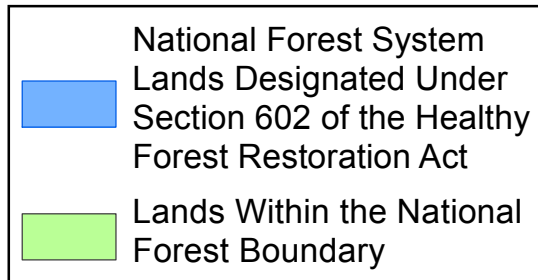 National Forest System
Lands Designated Under
Section 602 of the Healthy
Forest Restoration Act
Lands Within the National
Forest Boundary